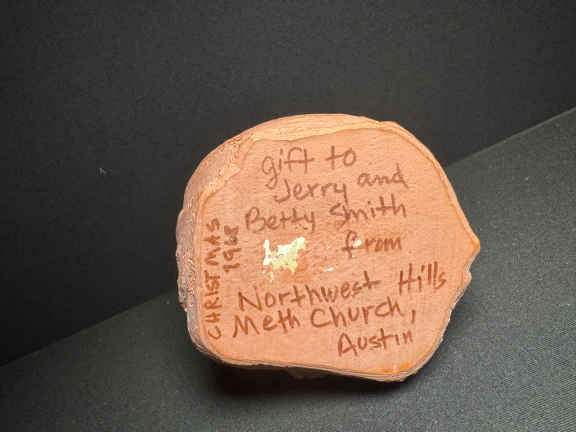 gift to
Jerry and
Betty Smith
from
Northwest Hills
Meth Church,
Austin
CHRISTMAS
1968